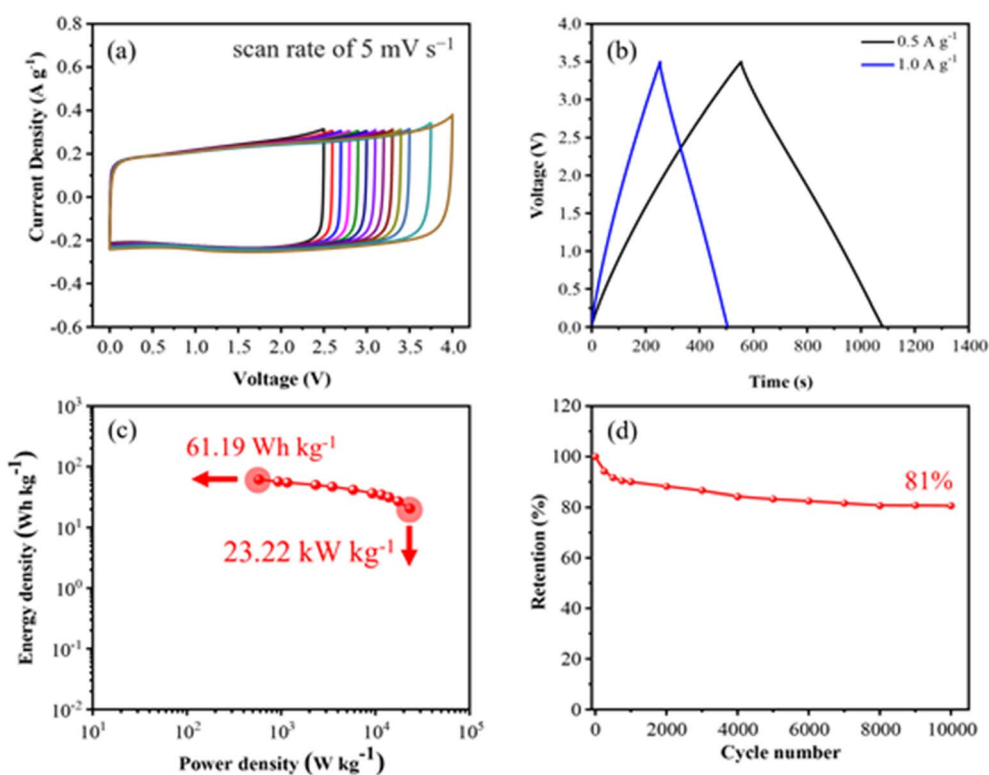 (a)
scan rate of 5 mV s⁻¹
Current Density (A g⁻¹)
0.8
0.6
0.4
0.2
0.0
-0.2
-0.4
-0.6
0.0 0.5 1.0 1.5 2.0 2.5 3.0 3.5 4.0
Voltage (V)
(b)
0.5 A g⁻¹
1.0 A g⁻¹
Voltage (V)
4.0
3.5
3.0
2.5
2.0
1.5
1.0
0.5
0.0
0 200 400 600 800 1000 1200 1400
Time (s)
(c)
61.19 Wh kg⁻¹
23.22 kW kg⁻¹
Energy density (Wh kg⁻¹)
10³
10²
10¹
10⁰
10⁻¹
10⁻²
10¹ 10² 10³ 10⁴ 10⁵
Power density (W kg⁻¹)
(d)
81%
Retention (%)
120
100
80
60
40
20
0
0 2000 4000 6000 8000 10000
Cycle number